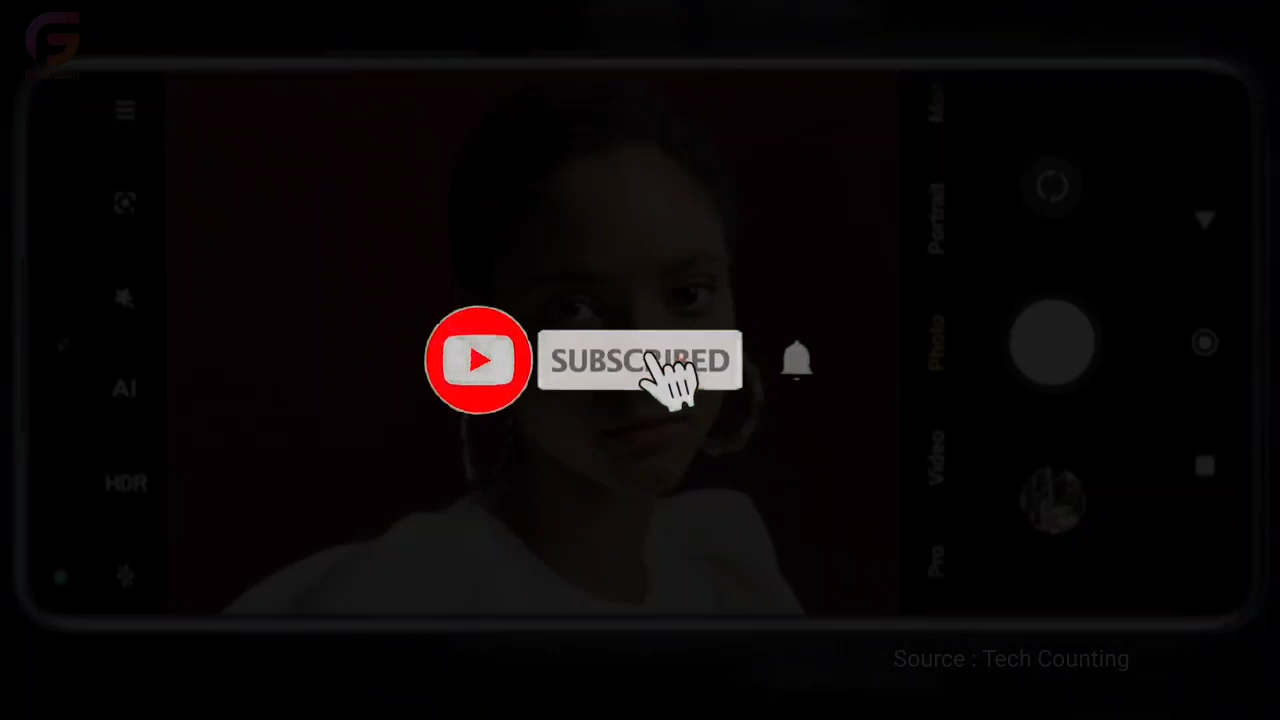 SUBSCRIBED
AI
HDR
Portrait
Photo
Video
Pro
Source : Tech Counting